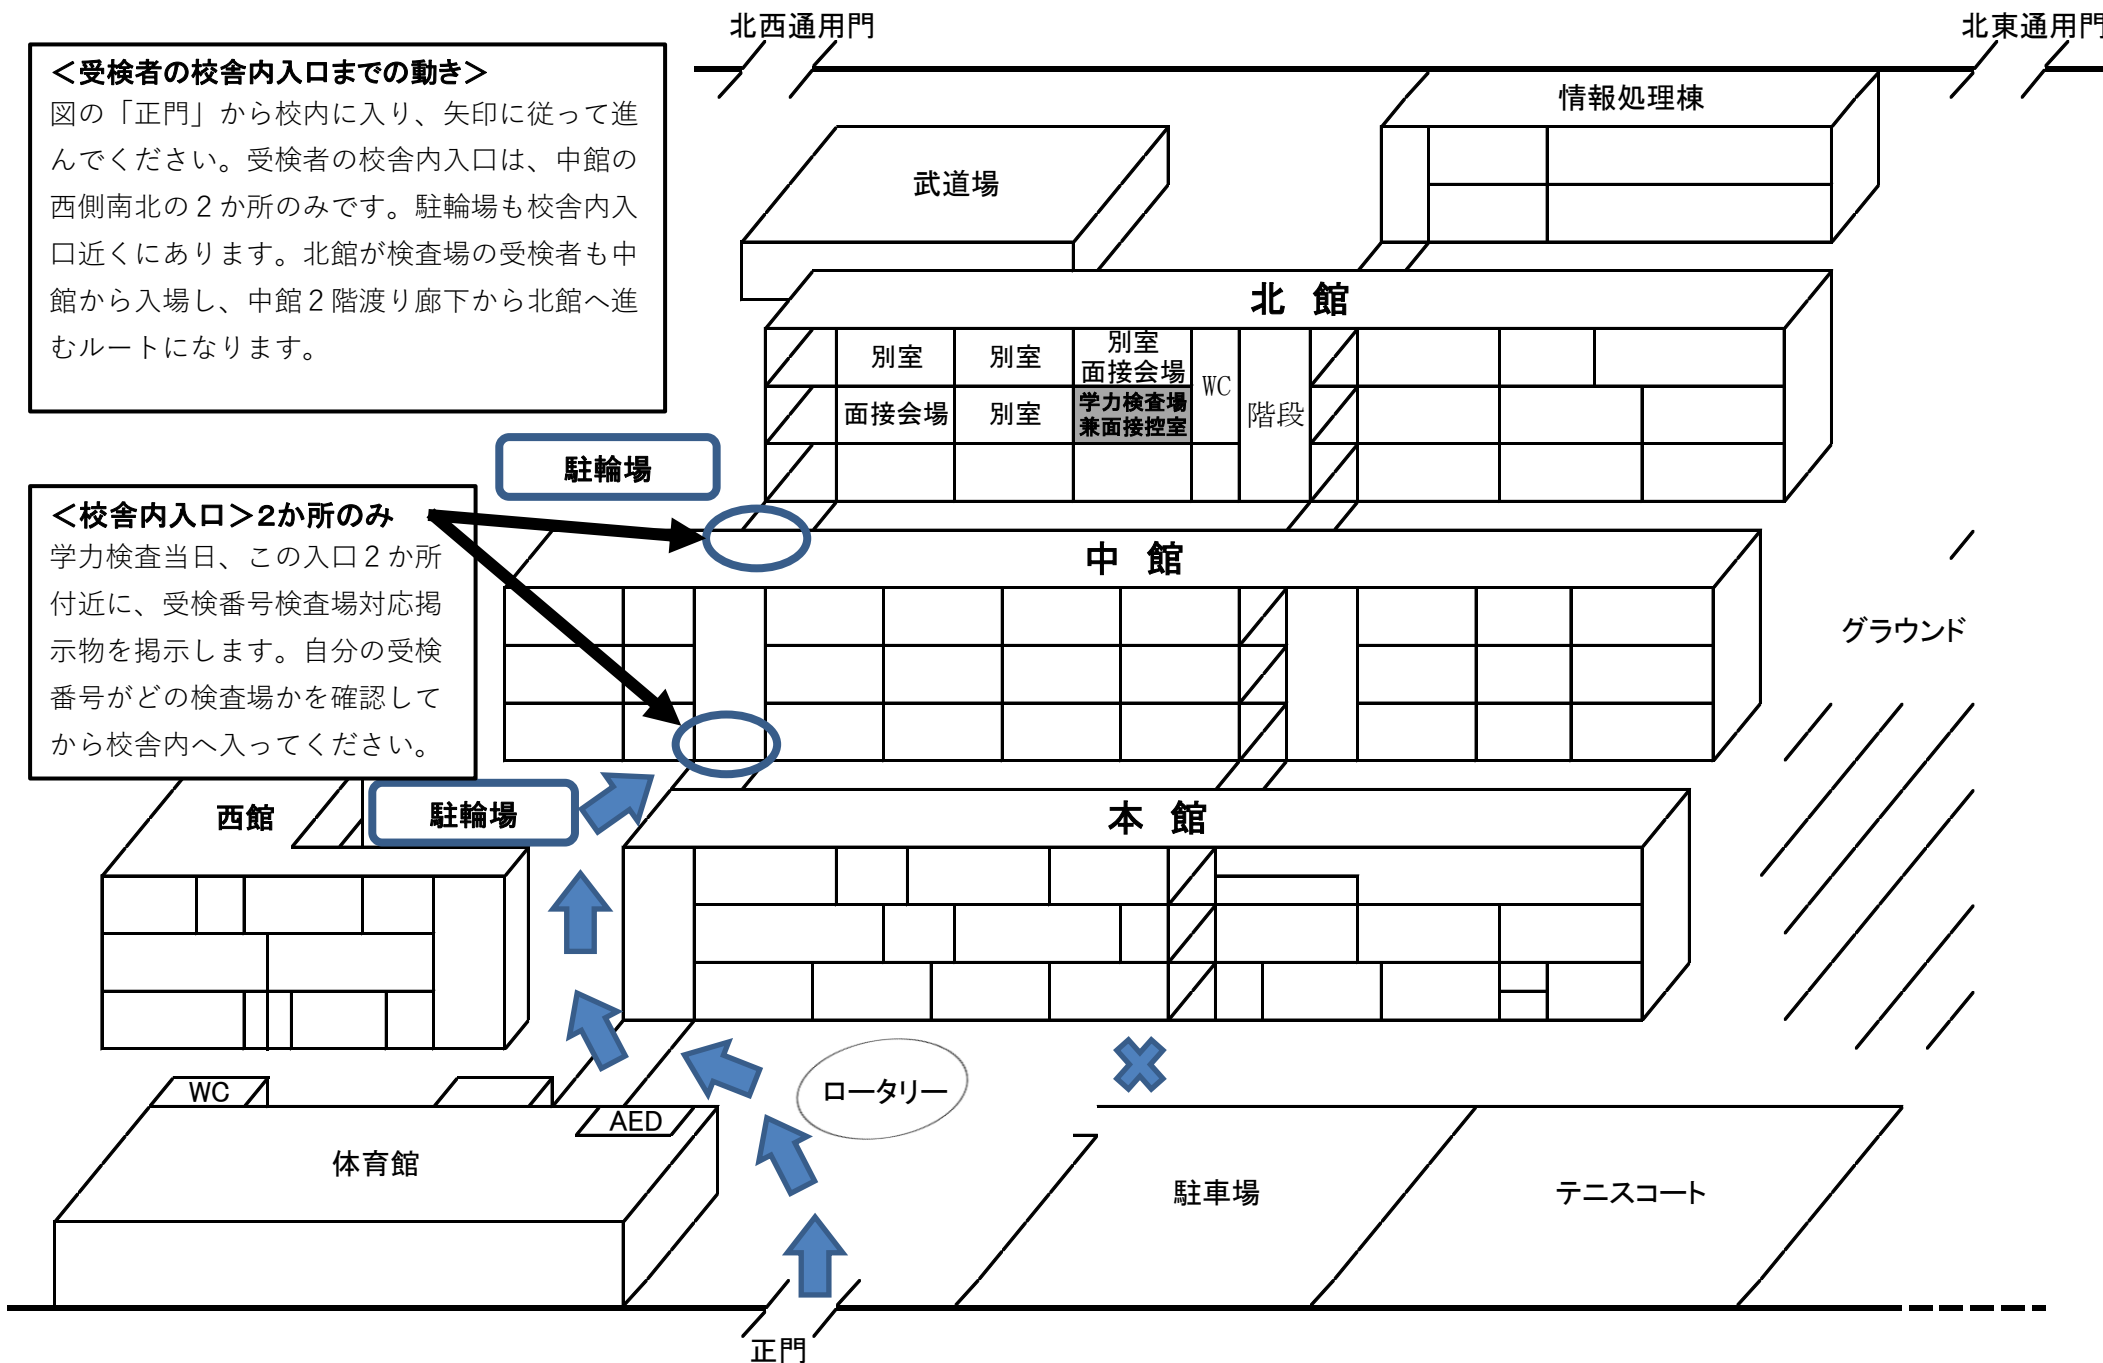 北西通用門
北東通用門
＜受検者の校舎内入口までの動き＞
図の「正門」から校内に入り、矢印に従って進
んでください。受検者の校舎内入口は、中館の
西側南北の２か所のみです。駐輪場も校舎内入
口近くにあります。北館が検査場の受検者も中
館から入場し、中館２階渡り廊下から北館へ進
むルートになります。
情報処理棟
武道場
北 館
別室
別室
別室
面接会場
WC
階段
面接会場
別室
学力検査場
兼面接控室
駐輪場
＜校舎内入口＞2か所のみ
学力検査当日、この入口２か所
付近に、受検番号検査場対応掲
示物を掲示します。自分の受検
番号がどの検査場かを確認して
から校舎内へ入ってください。
中 館
グラウンド
西館
駐輪場
本 館
ロータリー
WC
AED
体育館
駐車場
テニスコート
正門